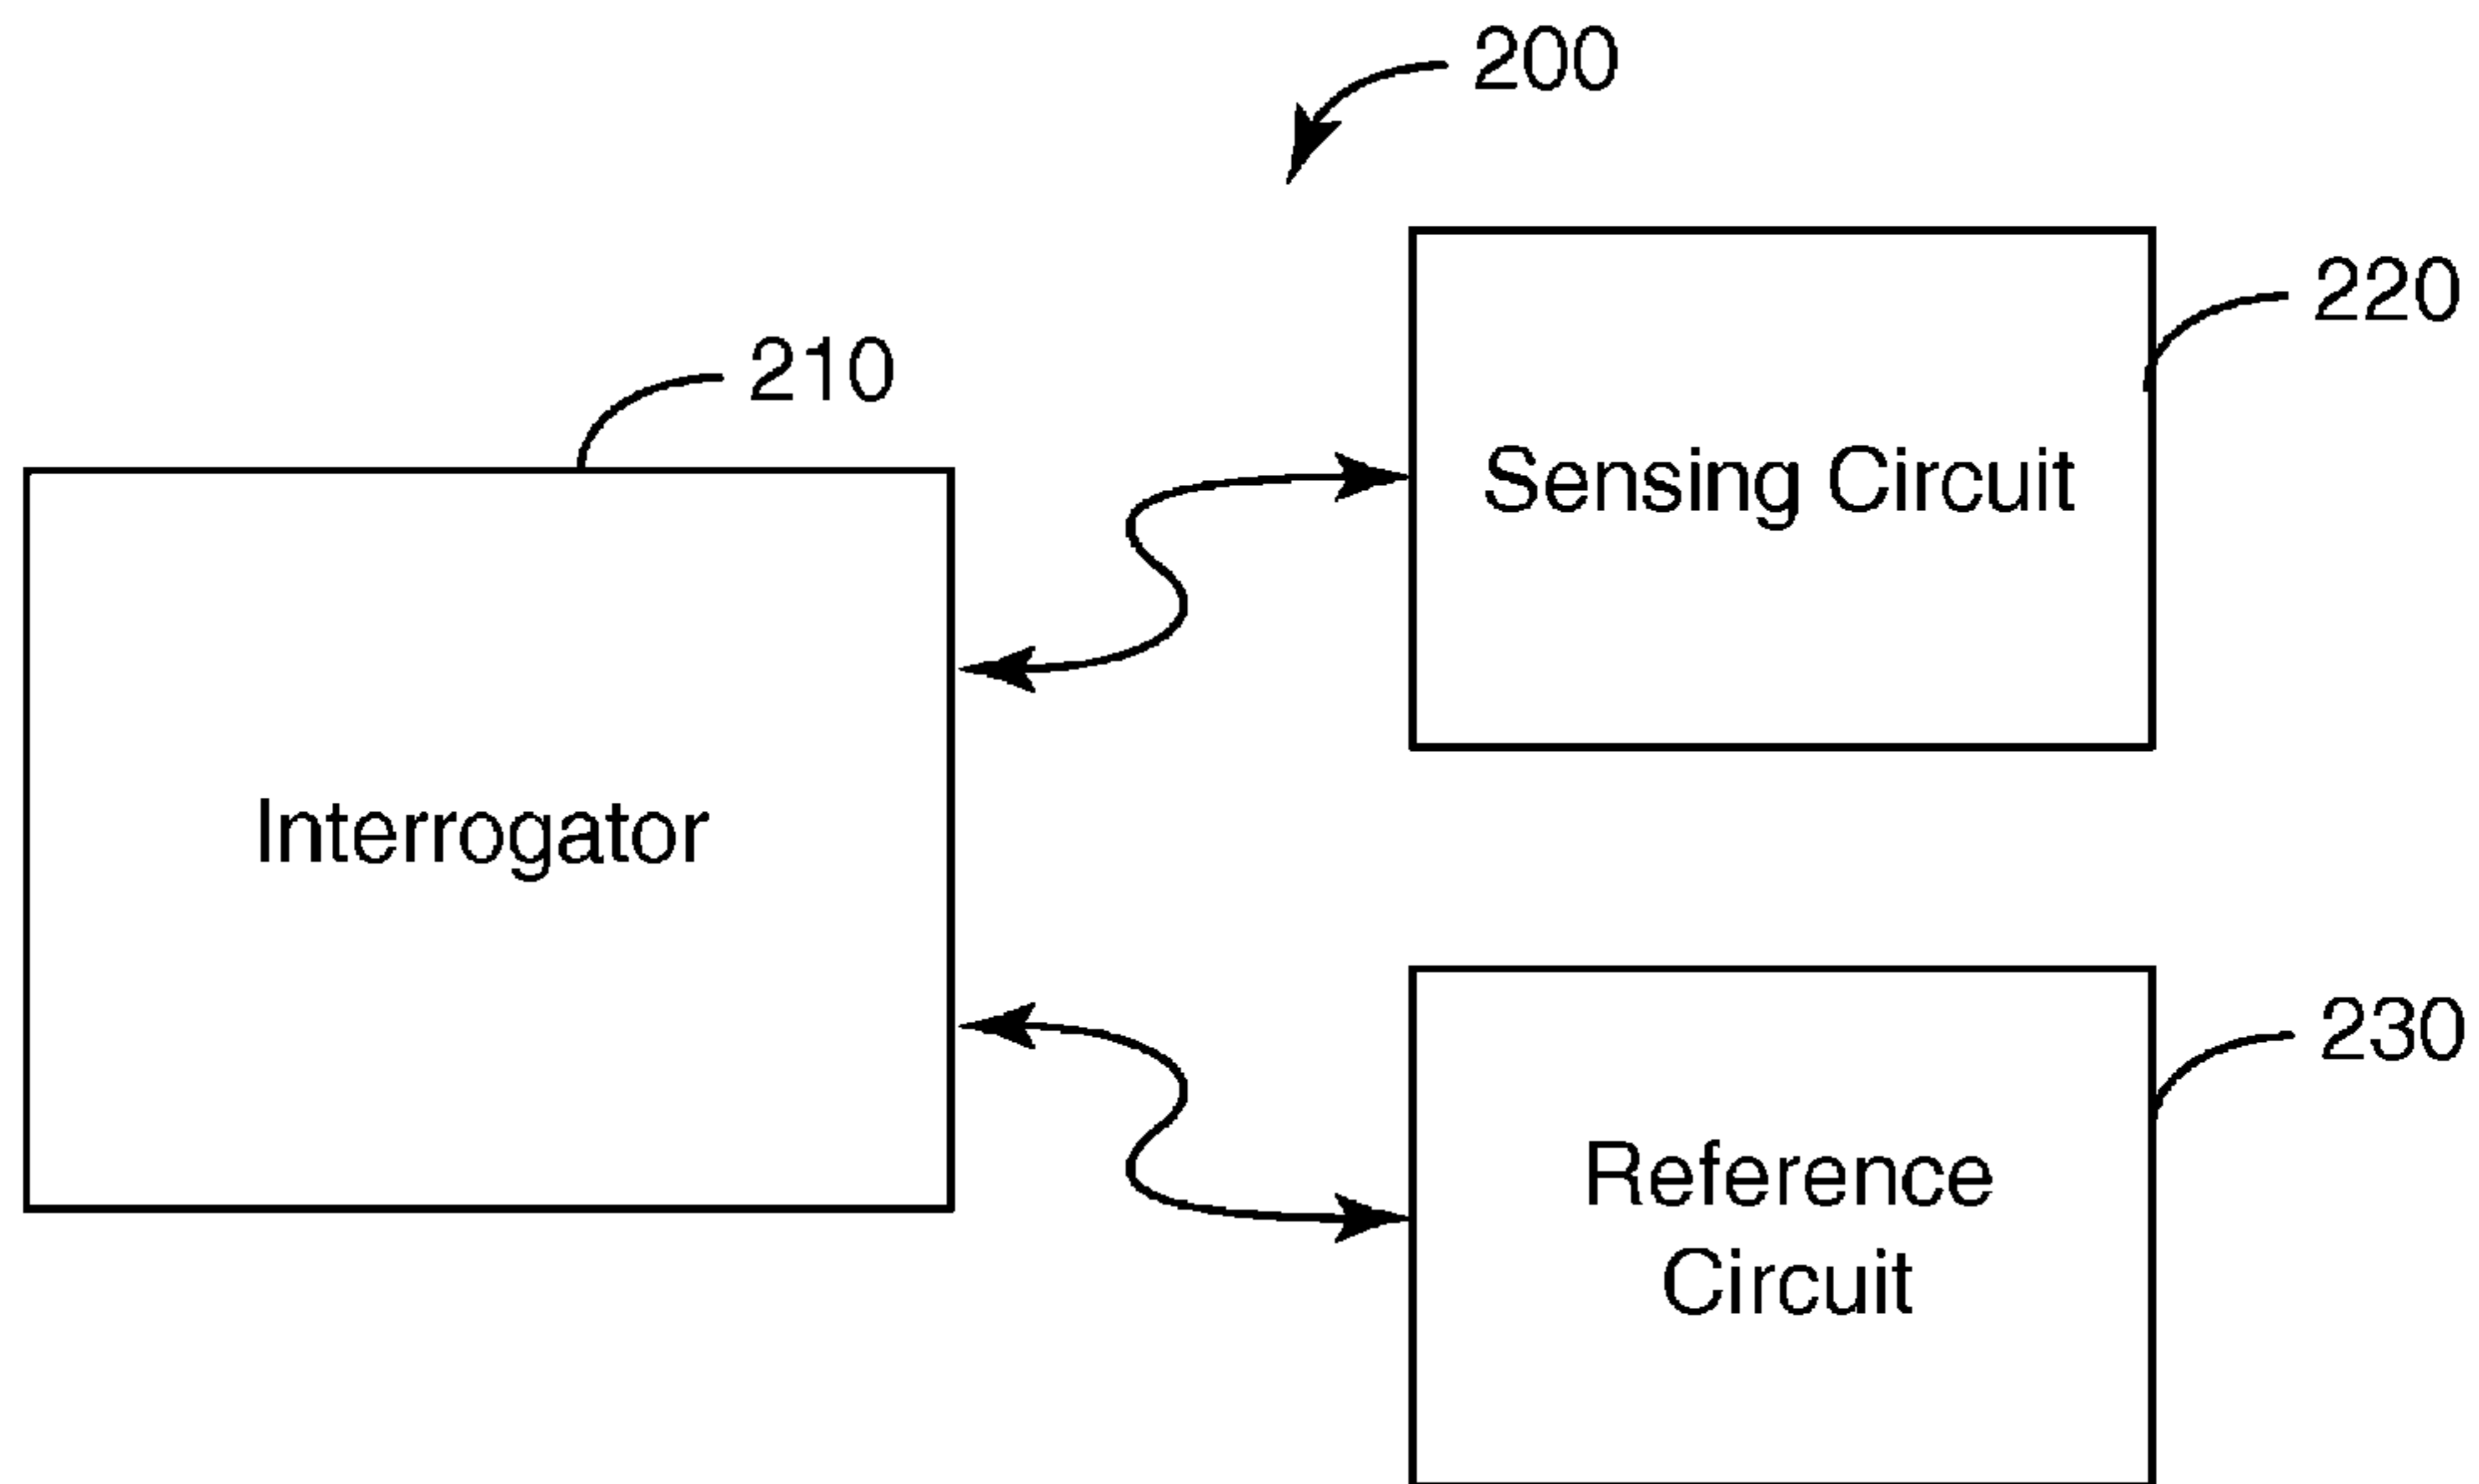 200
220
210
Sensing Circuit
Interrogator
230
Reference
Circuit